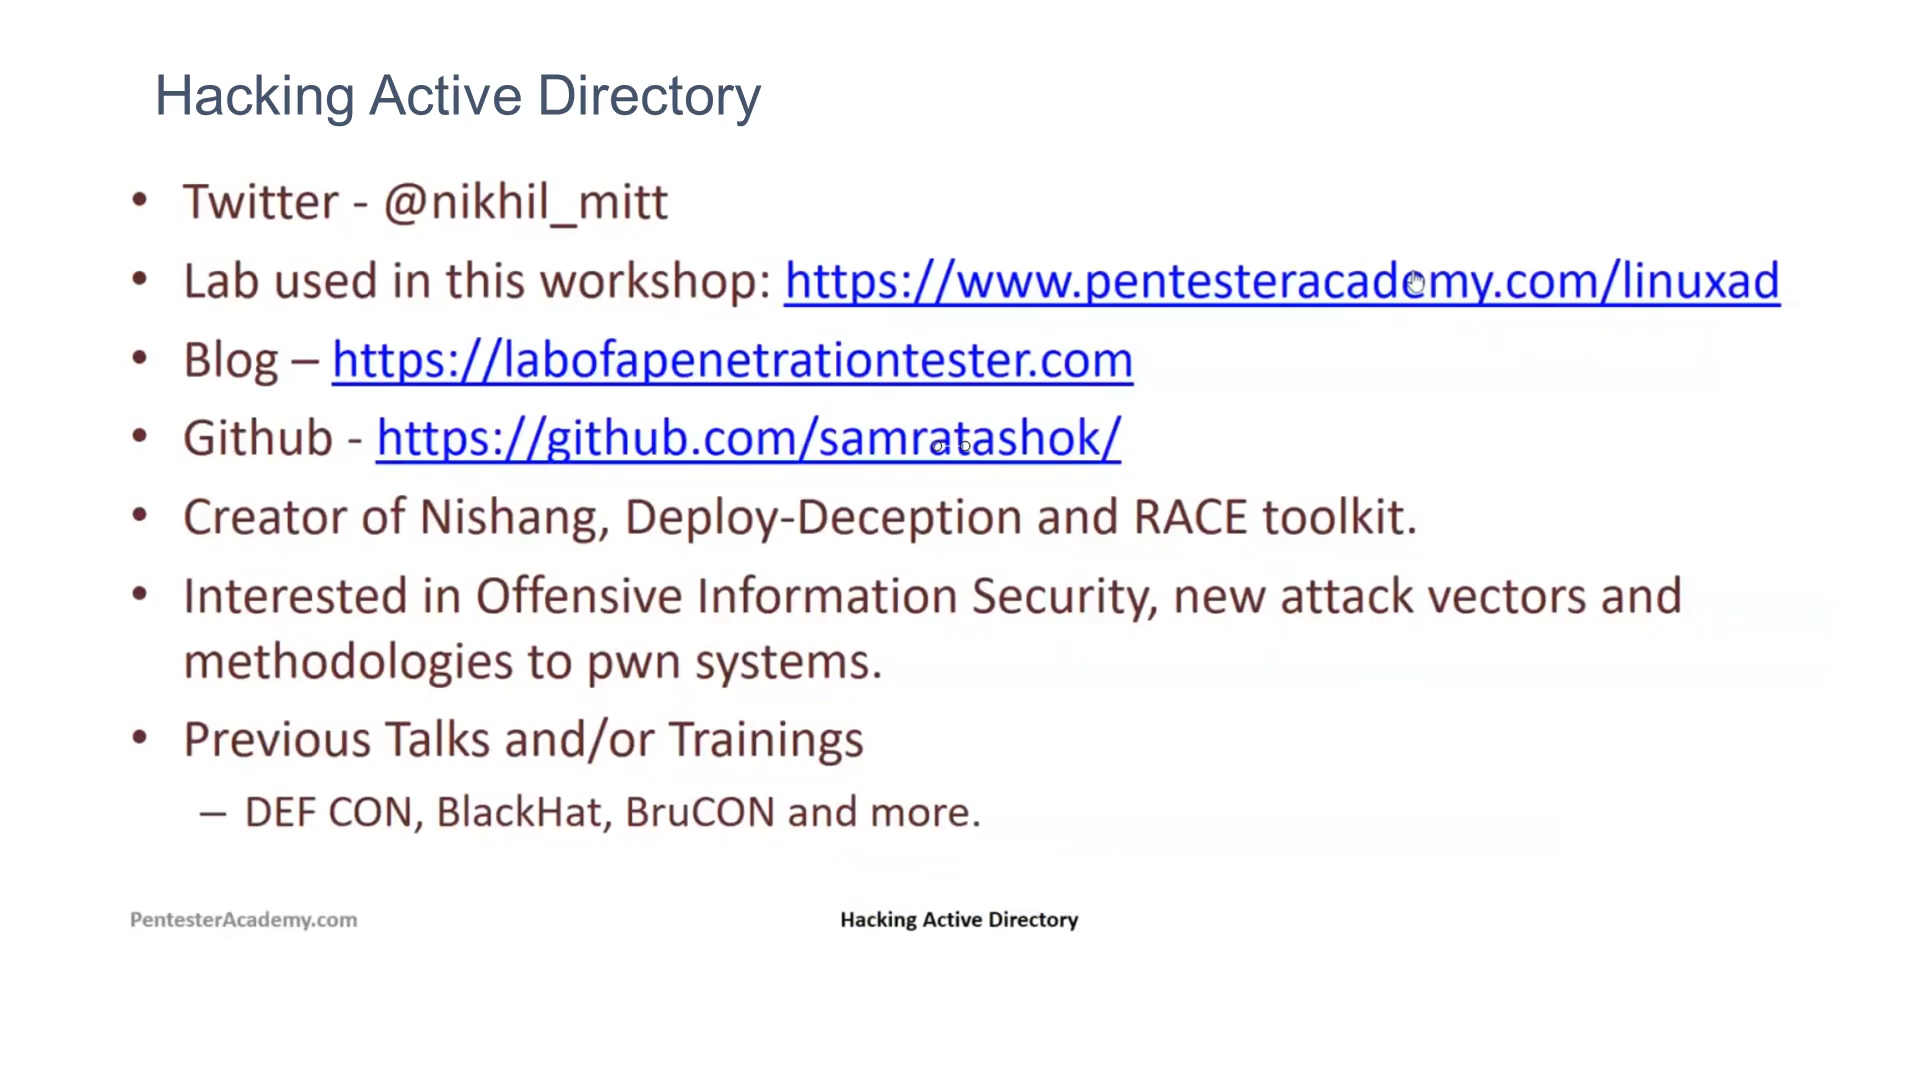 Hacking Active Directory
• Twitter - @nikhil_mitt
• Lab used in this workshop: https://www.pentesteracademy.com/linuxad
• Blog – https://labofapenetrationtester.com
• Github - https://github.com/samratashok/
• Creator of Nishang, Deploy-Deception and RACE toolkit.
• Interested in Offensive Information Security, new attack vectors and
methodologies to pwn systems.
• Previous Talks and/or Trainings
– DEF CON, BlackHat, BruCON and more.
PentesterAcademy.com
Hacking Active Directory